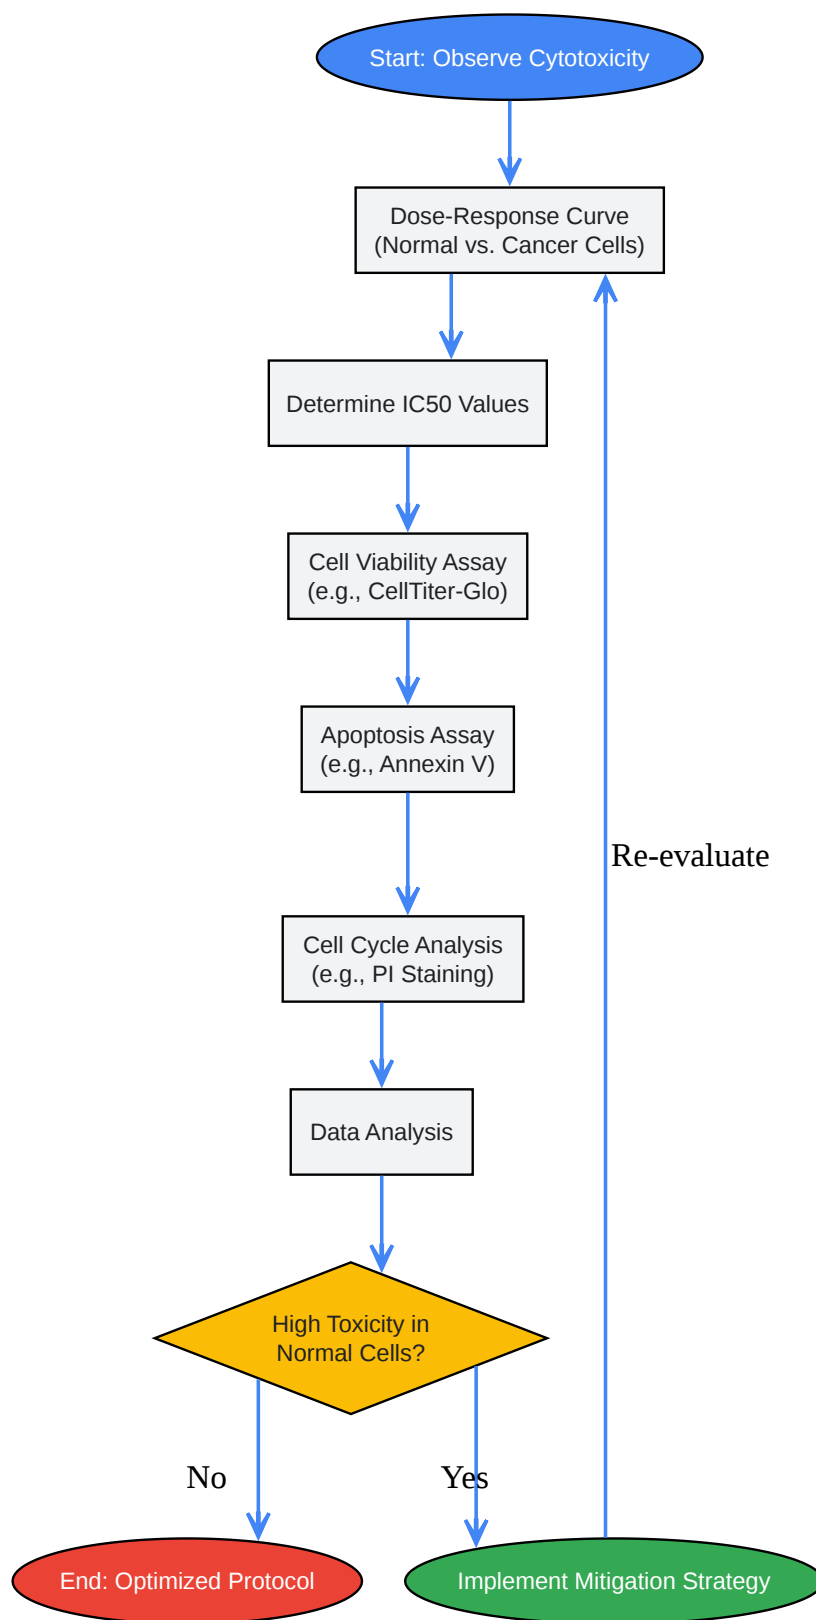 Start: Observe Cytotoxicity
Dose-Response Curve
(Normal vs. Cancer Cells)
Determine IC50 Values
Cell Viability Assay
(e.g., CellTiter-Glo)
Apoptosis Assay
(e.g., Annexin V)
Re-evaluate
Cell Cycle Analysis
(e.g., PI Staining)
Data Analysis
High Toxicity in
Normal Cells?
No
Yes
End: Optimized Protocol
Implement Mitigation Strategy